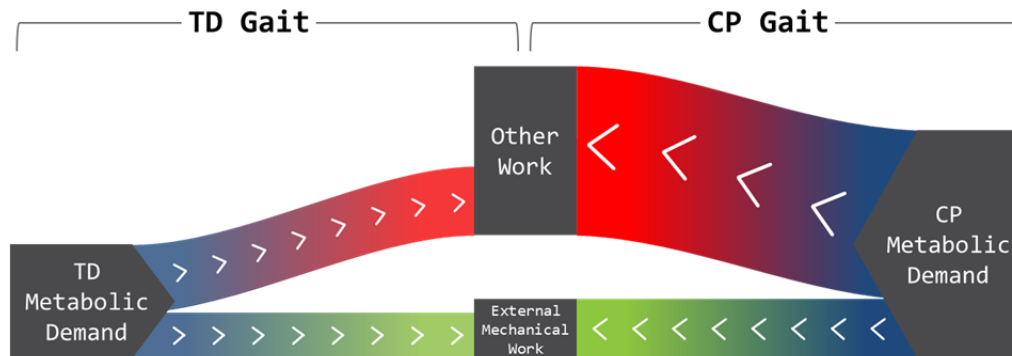 TD Gait
CP Gait
Other
Work
CP
Metabolic
Demand
TD
Metabolic
Demand
External
Mechanical
Work